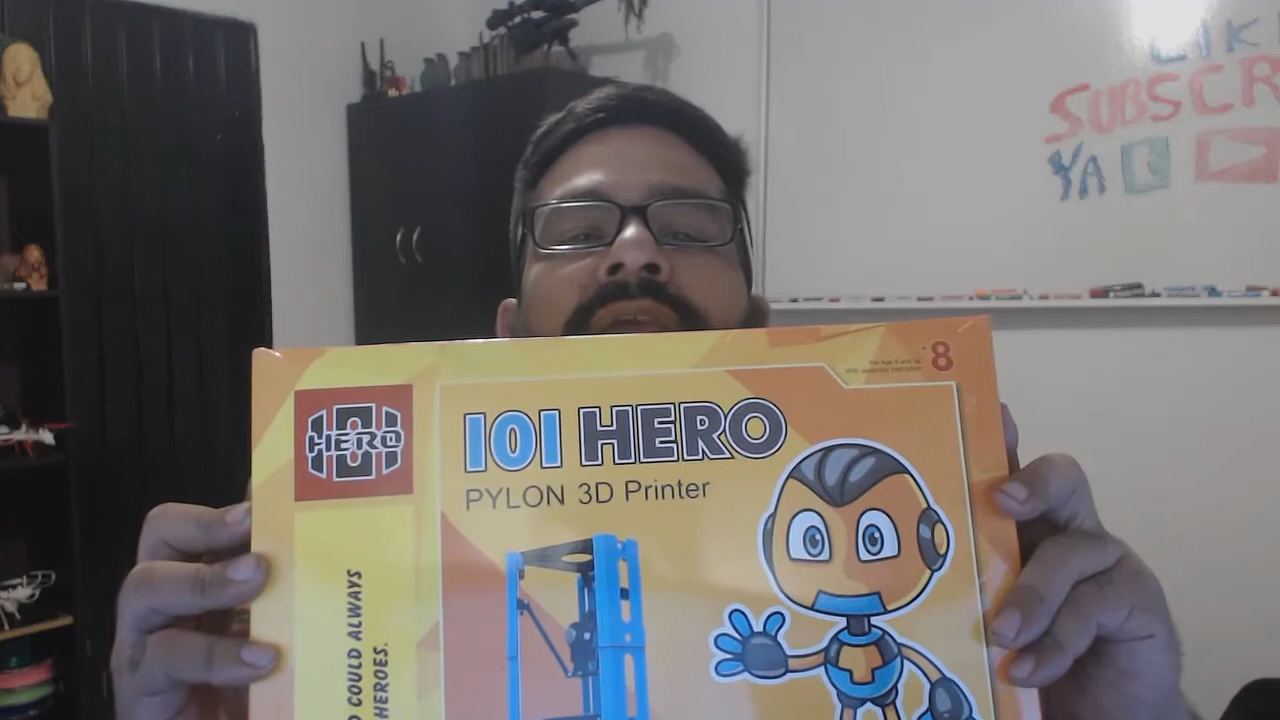 LIK
SUBSCR
YA
+8
101 HERO
HERO
PYLON 3D Printer
D COULD ALWAYS
HEROES.